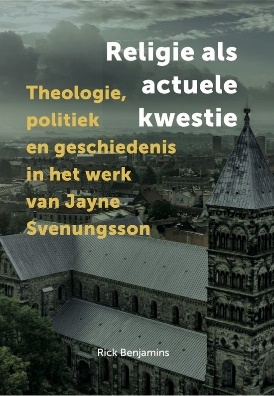 Religie als
actuele
kwestie
Theologie,
politiek
en geschiedenis
in het werk
van Jayne
Svenungsson
Rick Benjamins